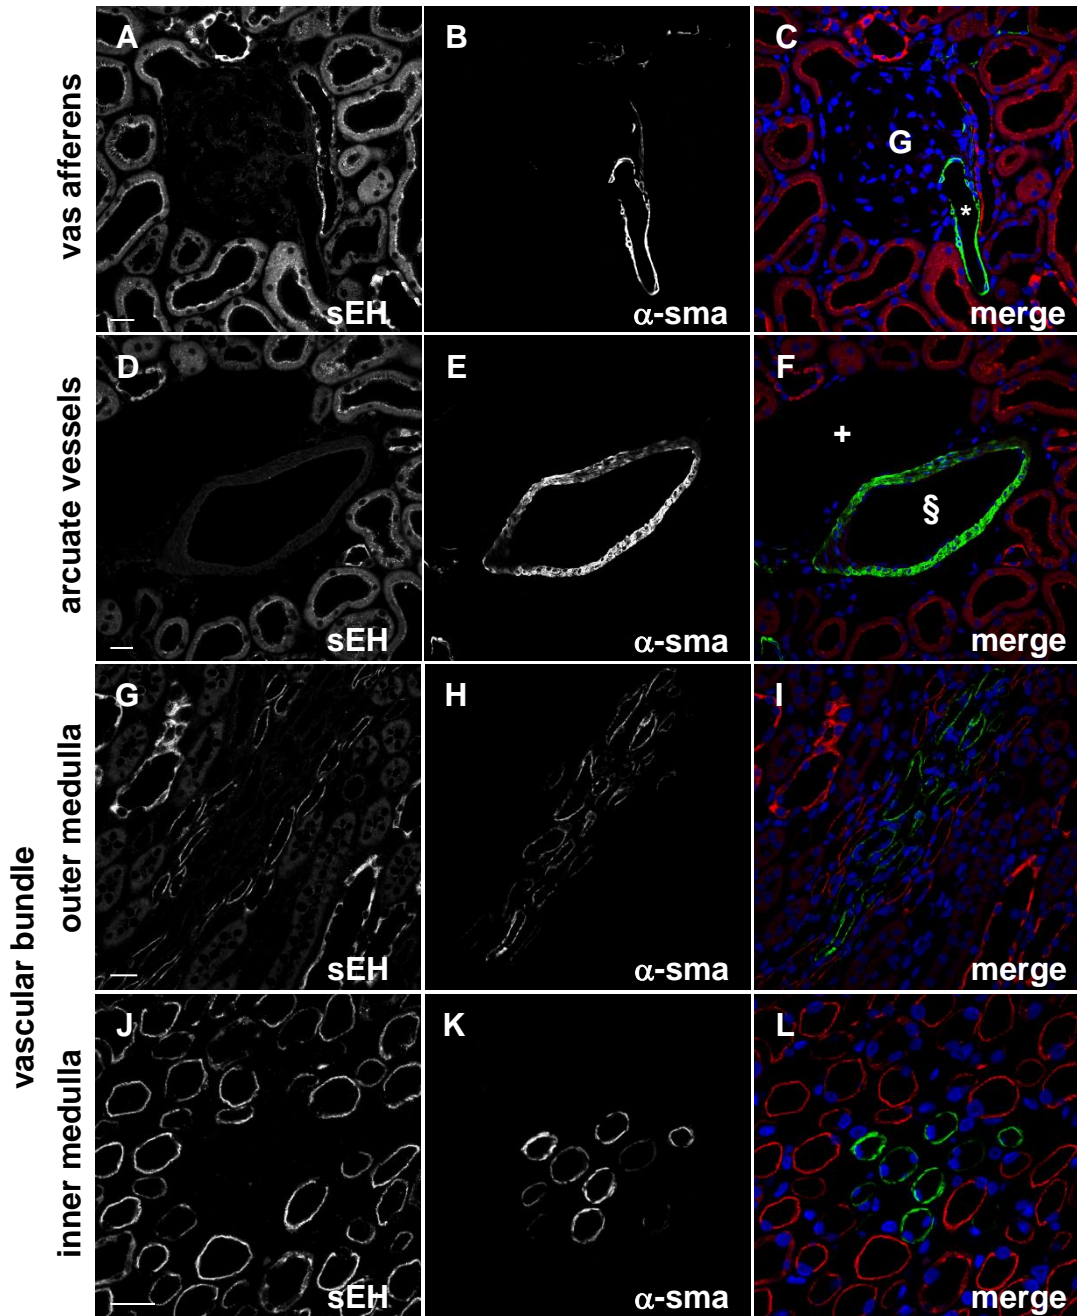 vas afferens
A
sEH
B
α-sma
C
G
*
merge
arcuate vessels
D
sEH
E
α-sma
F
+
§
merge
vascular bundle
outer medulla
G
sEH
H
α-sma
I
merge
inner medulla
J
sEH
K
α-sma
L
merge